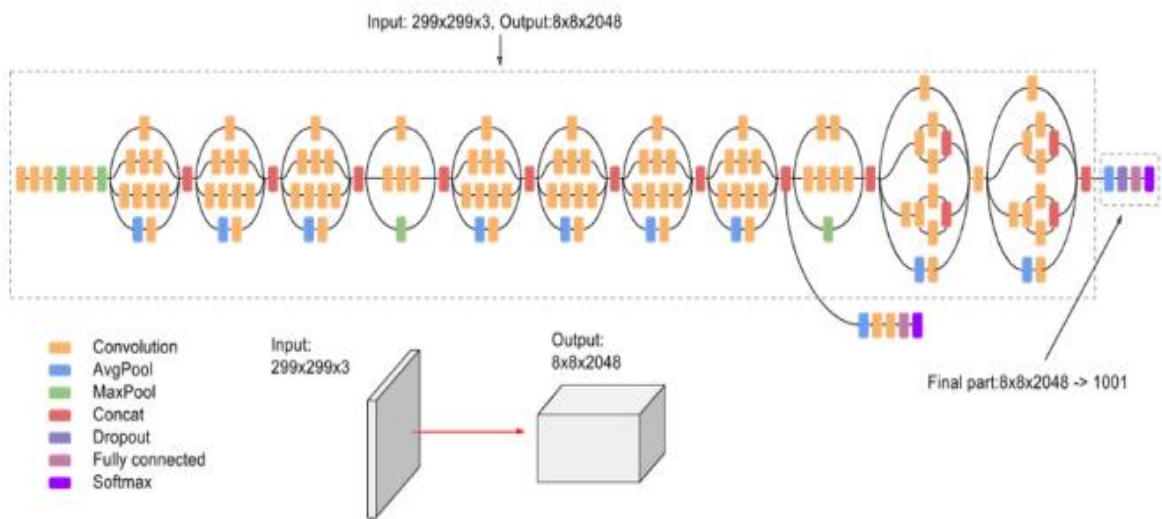 Input: 299x299x3, Output:8x8x2048
Convolution
AvgPool
MaxPool
Concat
Dropout
Fully connected
Softmax
Input:
299x299x3
Output:
8x8x2048
Final part:8x8x2048 -> 1001